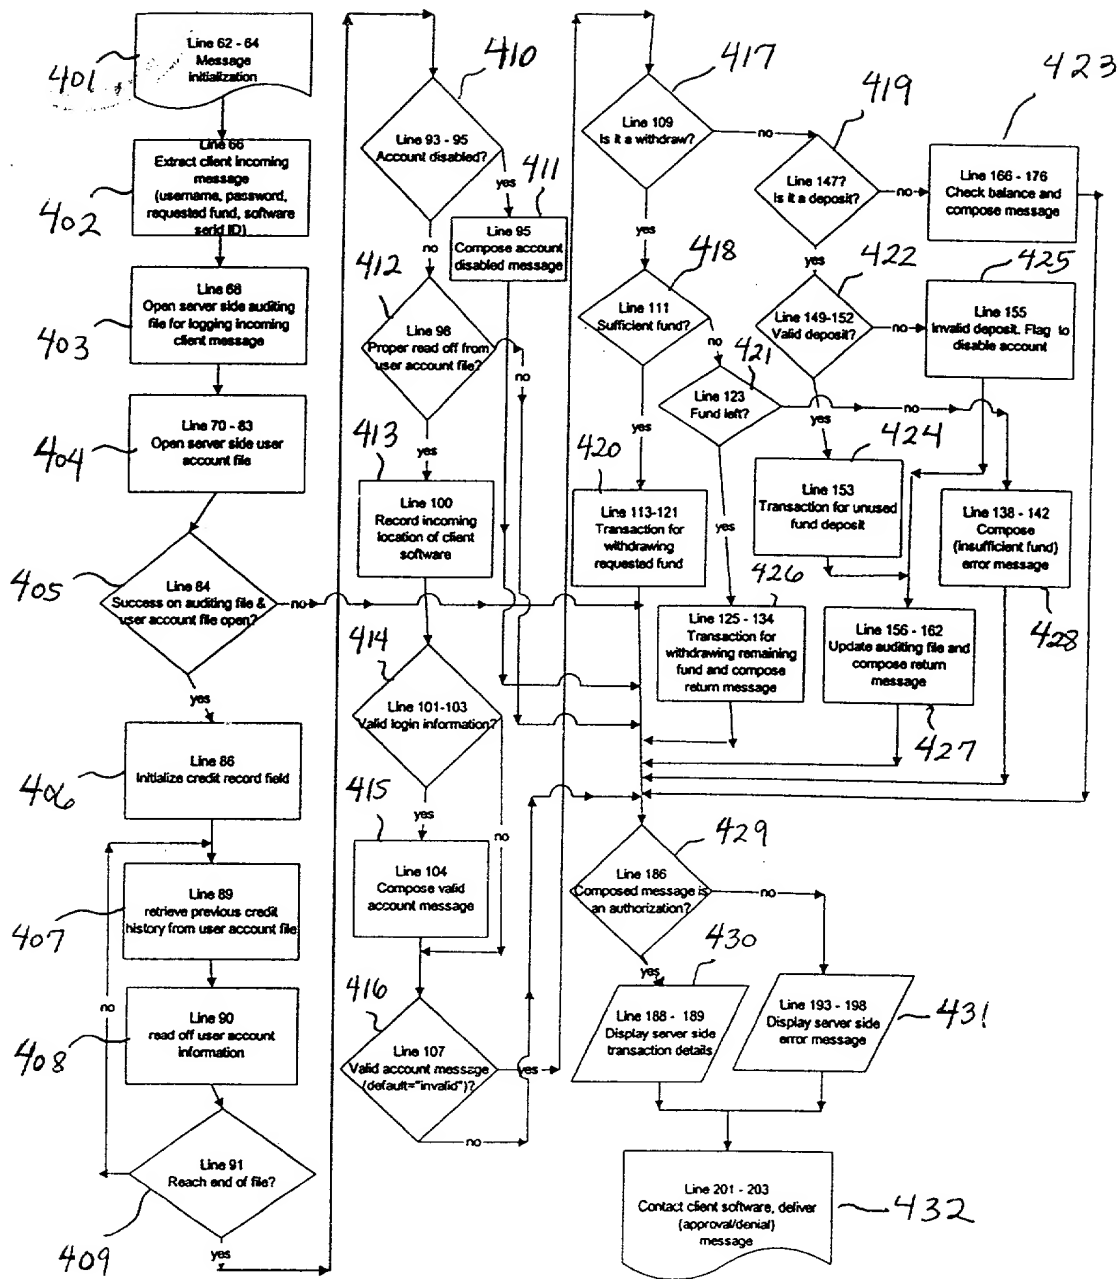 401
Line 62 - 64
Message
initialization
402
Line 66
Extract client incoming
message
(username, password,
requested fund, software
serid ID)
403
Line 68
Open server side auditing
file for logging incoming
client message
404
Line 70 - 83
Open server side user
account file
405
Line 84
Success on auditing file &
user account file open?
no
yes
406
Line 86
Initialize credit record field
407
Line 89
retrieve previous credit
history from user account file
no
408
Line 90
read off user account
information
409
Line 91
Reach end of file?
yes
410
Line 93 - 95
Account disabled?
yes
no
411
Line 95
Compose account
disabled message
412
Line 98
Proper read off from
user account file?
no
yes
413
Line 100
Record incoming
location of client
software
414
Line 101-103
Valid login information?
yes
no
415
Line 104
Compose valid
account message
416
Line 107
Valid account message
(default="invalid")?
yes
no
417
Line 109
Is it a withdraw?
no
yes
418
Line 111
Sufficient fund?
no
yes
419
Line 147?
Is it a deposit?
no
yes
420
Line 113-121
Transaction for
withdrawing
requested fund
421
Line 123
Fund left?
no
yes
422
Line 149-152
Valid deposit?
no
yes
423
Line 166 - 176
Check balance and
compose message
424
Line 153
Transaction for unused
fund deposit
425
Line 155
Invalid deposit. Flag to
disable account
426
Line 125 - 134
Transaction for
withdrawing remaining
fund and compose
return message
427
Line 156 - 162
Update auditing file and
compose return
message
428
Line 138 - 142
Compose
(insufficient fund)
error message
429
Line 186
Composed message is
an authorization?
no
yes
430
Line 188 - 189
Display server side
transaction details
431
Line 193 - 198
Display server side
error message
432
Line 201 - 203
Contact client software, deliver
(approval/denial)
message